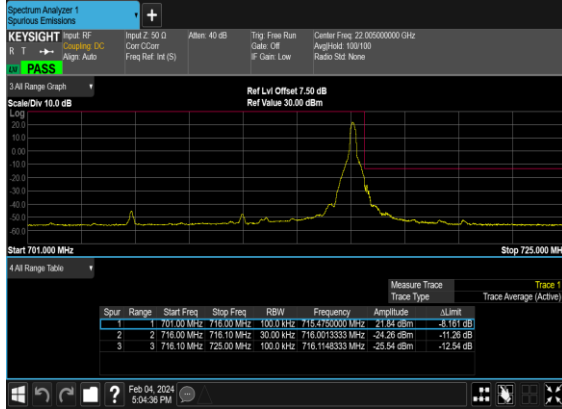 Spectrum Analyzer 1
Spurious Emissions
+
KEYSIGHT Input: RF Input Z: 50 Ω Atten: 40 dB Trig: Free Run Center Freq: 22.005000000 GHz
R T Coupling: DC Corr CCorr Gate: Off Avg|Hold: 100/100
Align: Auto Freq Ref: Int (S) IF Gain: Low Radio Std: None
PASS
3 All Range Graph
Ref Lvl Offset 7.50 dB
Scale/Div 10.0 dB Ref Value 30.00 dBm
Log
20.0
10.0
0.00
-10.0
-20.0
-30.0
-40.0
-50.0
-60.0
Start 701.000 MHz Stop 725.000 MH
4 All Range Table
Measure Trace Trace 1
Trace Type Trace Average (Active)
Spur Range Start Freq Stop Freq RBW Frequency Amplitude ΔLimit
1 1 701.00 MHz 716.00 MHz 100.0 kHz 715.4750000 MHz 21.84 dBm -8.161 dB
2 2 716.00 MHz 716.10 MHz 30.00 kHz 716.0013333 MHz -24.26 dBm -11.26 dB
3 3 716.10 MHz 725.00 MHz 100.0 kHz 716.1148333 MHz -25.54 dBm -12.54 dB
? Feb 04, 2024
5:04:36 PM